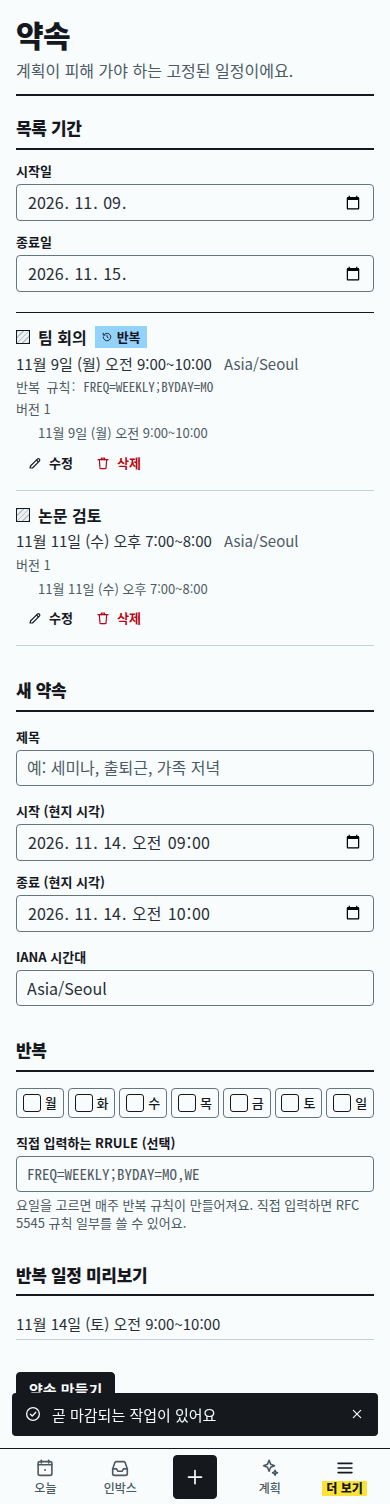 약속
계획이 피해 가야 하는 고정된 일정이에요.
목록 기간
시작일
2026. 11. 09.
종료일
2026. 11. 15.
팀 회의 반복
11월 9일 (월) 오전 9:00~10:00 Asia/Seoul
반복 규칙: FREQ=WEEKLY;BYDAY=MO
버전 1
11월 9일 (월) 오전 9:00~10:00
수정 삭제
논문 검토
11월 11일 (수) 오후 7:00~8:00 Asia/Seoul
버전 1
11월 11일 (수) 오후 7:00~8:00
수정 삭제
새 약속
제목
예: 세미나, 출퇴근, 가족 저녁
시작 (현지 시각)
2026. 11. 14. 오전 09:00
종료 (현지 시각)
2026. 11. 14. 오전 10:00
IANA 시간대
Asia/Seoul
반복
월 화 수 목 금 토 일
직접 입력하는 RRULE (선택)
FREQ=WEEKLY;BYDAY=MO,WE
요일을 고르면 매주 반복 규칙이 만들어져요. 직접 입력하면 RFC
5545 규칙 일부를 쓸 수 있어요.
반복 일정 미리보기
11월 14일 (토) 오전 9:00~10:00
약속 만들기
곧 마감되는 작업이 있어요
오늘 인박스 계획 더 보기